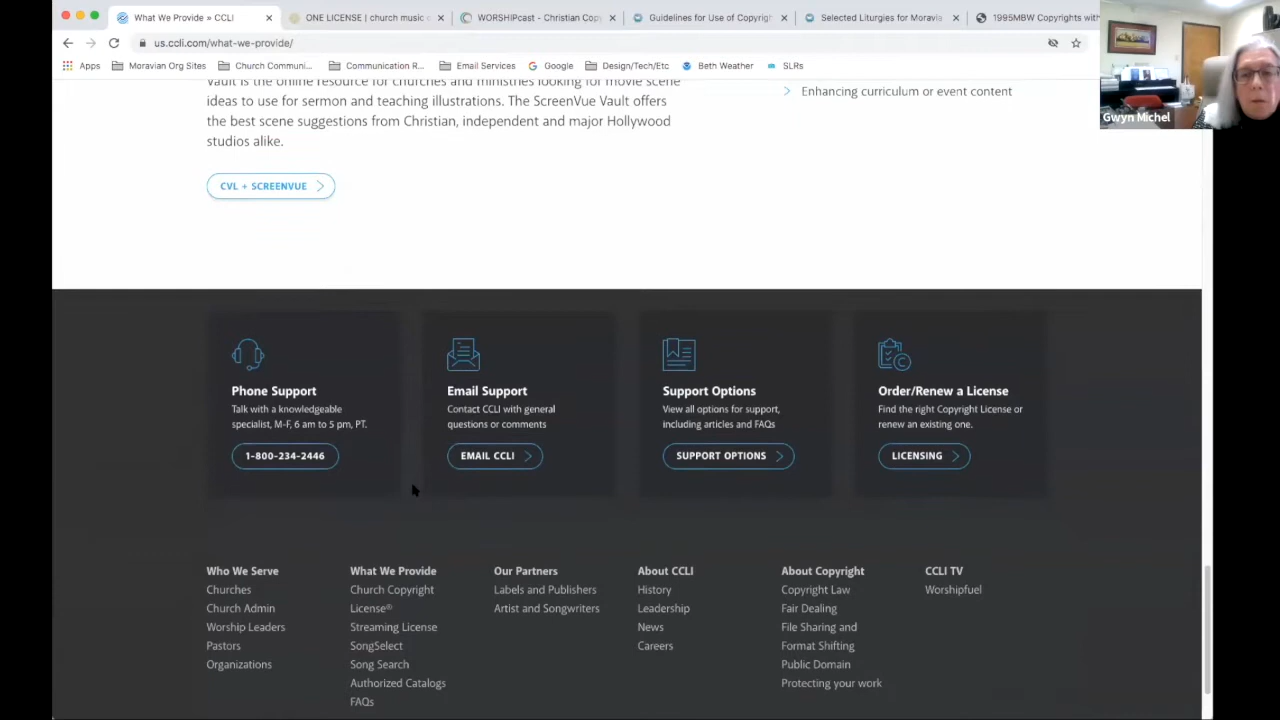 What We Provide » CCLI
ONE LICENSE | church music c
WORSHIPcast - Christian Copy
Guidelines for Use of Copyrigh
Selected Liturgies for Moravia
1995MBW Copyrights with
us.ccli.com/what-we-provide/
Apps
Moravian Org Sites
Church Communi...
Communication R...
Email Services
Google
Design/Tech/Etc
Beth Weather
SLRs
Gwyn Michel
Vault is the online resource for churches and ministries looking for movie scene
ideas to use for sermon and teaching illustrations. The ScreenVue Vault offers
the best scene suggestions from Christian, independent and major Hollywood
studios alike.
Enhancing curriculum or event content
CVL + SCREENVUE
Phone Support
Talk with a knowledgeable
specialist, M-F, 6 am to 5 pm, PT.
1-800-234-2446
Email Support
Contact CCLI with general
questions or comments
EMAIL CCLI
Support Options
View all options for support,
including articles and FAQs
SUPPORT OPTIONS
Order/Renew a License
Find the right Copyright License or
renew an existing one.
LICENSING
Who We Serve
Churches
Church Admin
Worship Leaders
Pastors
Organizations
What We Provide
Church Copyright
License®
Streaming License
SongSelect
Song Search
Authorized Catalogs
FAQs
Our Partners
Labels and Publishers
Artist and Songwriters
About CCLI
History
Leadership
News
Careers
About Copyright
Copyright Law
Fair Dealing
File Sharing and
Format Shifting
Public Domain
Protecting your work
CCLI TV
Worshipfuel